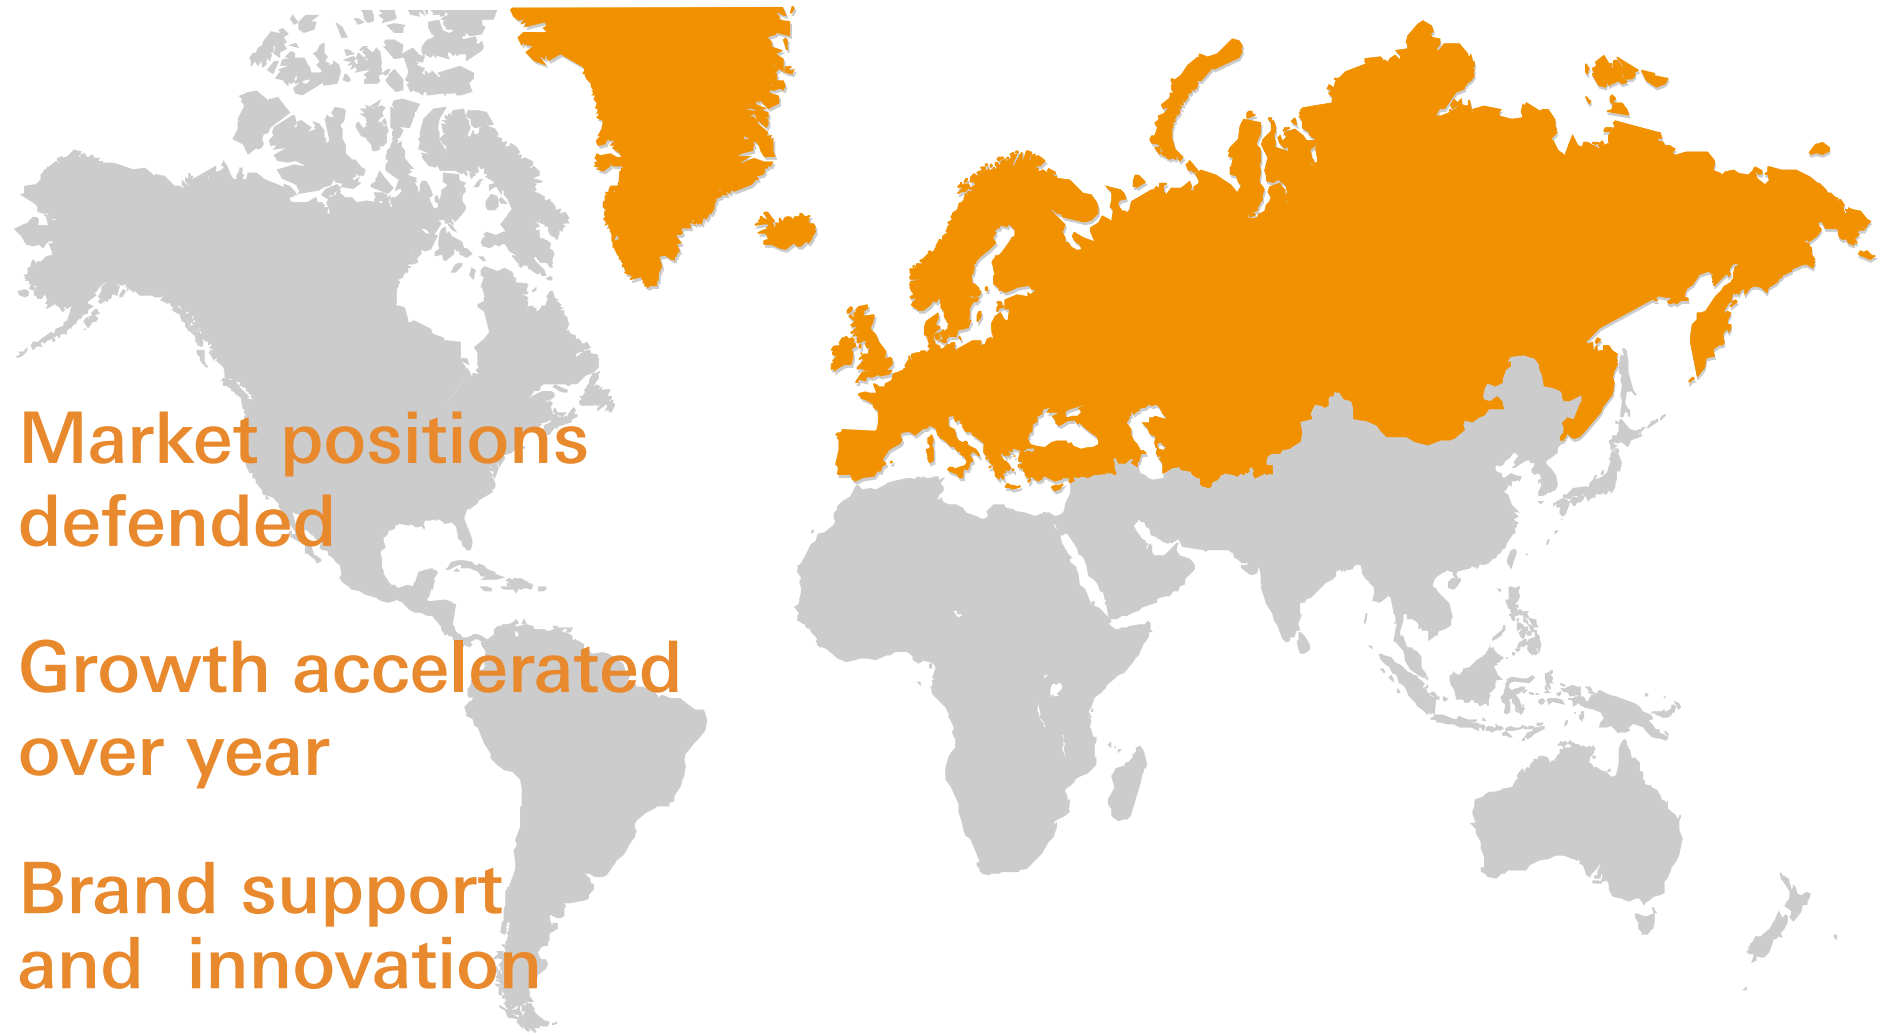 Market positions
defended
Growth accelerated
over year
Brand support
and innovation